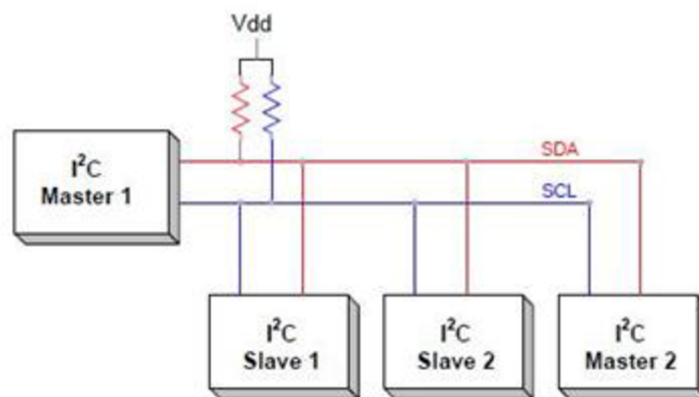 Vdd
I²C
Master 1
SDA
SCL
I²C
Slave 1
I²C
Slave 2
I²C
Master 2